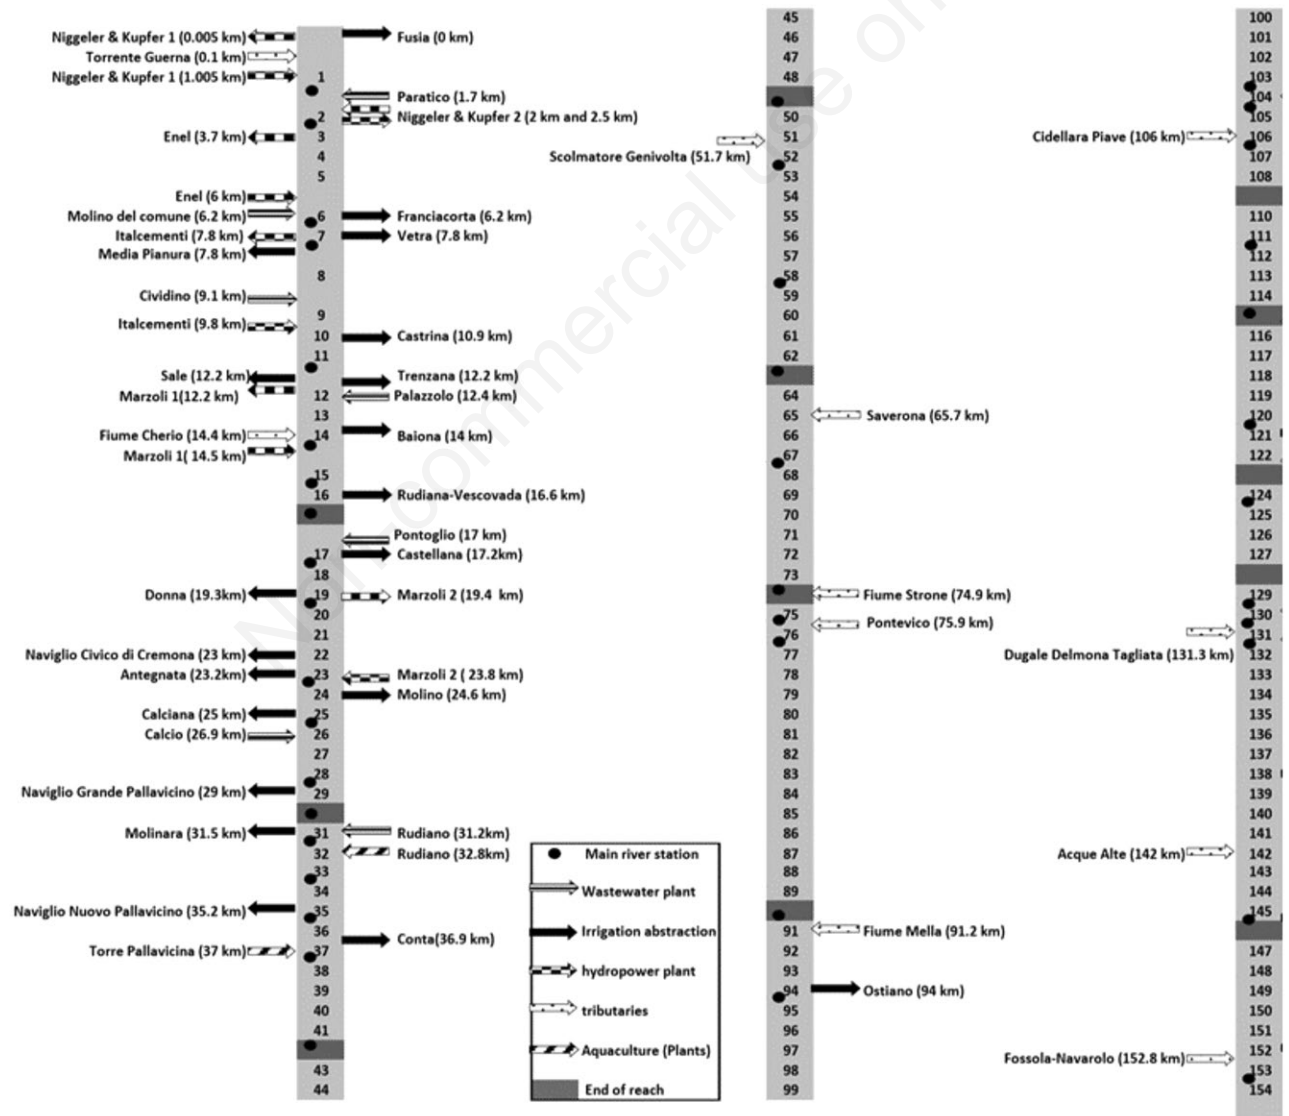 Niggeler & Kupfer 1 (0.005 km)
Torrente Guerna (0.1 km)
Niggeler & Kupfer 1 (1.005 km)
Enel (3.7 km)
Enel (6 km)
Molino del comune (6.2 km)
Italcementi (7.8 km)
Media Pianura (7.8 km)
Cividino (9.1 km)
Italcementi (9.8 km)
Sale (12.2 km)
Marzoli 1(12.2 km)
Fiume Cherio (14.4 km)
Marzoli 1( 14.5 km)
Donna (19.3km)
Naviglio Civico di Cremona (23 km)
Antegnata (23.2km)
Calciana (25 km)
Calcio (26.9 km)
Naviglio Grande Pallavicino (29 km)
Molinara (31.5 km)
Naviglio Nuovo Pallavicino (35.2 km)
Torre Pallavicina (37 km)
1
2
3
4
5
6
7
8
9
10
11
12
13
14
15
16
17
18
19
20
21
22
23
24
25
26
27
28
29
31
32
33
34
35
36
37
38
39
40
41
43
44
Fusia (0 km)
Paratico (1.7 km)
Niggeler & Kupfer 2 (2 km and 2.5 km)
Franciacorta (6.2 km)
Vetra (7.8 km)
Castrina (10.9 km)
Trenzana (12.2 km)
Palazzolo (12.4 km)
Baiona (14 km)
Rudiana-Vescovada (16.6 km)
Pontoglio (17 km)
Castellana (17.2km)
Marzoli 2 (19.4 km)
Marzoli 2 ( 23.8 km)
Molino (24.6 km)
Rudiano (31.2km)
Rudiano (32.8km)
Conta(36.9 km)
Main river station
Wastewater plant
Irrigation abstraction
hydropower plant
tributaries
Aquaculture (Plants)
End of reach
Scolmatore Genivolta (51.7 km)
45
46
47
48
50
51
52
53
54
55
56
57
58
59
60
61
62
64
65
66
67
68
69
70
71
72
73
75
76
77
78
79
80
81
82
83
84
85
86
87
88
89
91
92
93
94
95
96
97
98
99
Saverona (65.7 km)
Fiume Strone (74.9 km)
Pontevico (75.9 km)
Fiume Mella (91.2 km)
Ostiano (94 km)
Cidellara Piave (106 km)
Dugale Delmona Tagliata (131.3 km)
Acque Alte (142 km)
Fossola-Navarolo (152.8 km)
100
101
102
103
104
105
106
107
108
110
111
112
113
114
116
117
118
119
120
121
122
124
125
126
127
129
130
131
132
133
134
135
136
137
138
139
140
141
142
143
144
145
147
148
149
150
151
152
153
154
Non-commercial use on